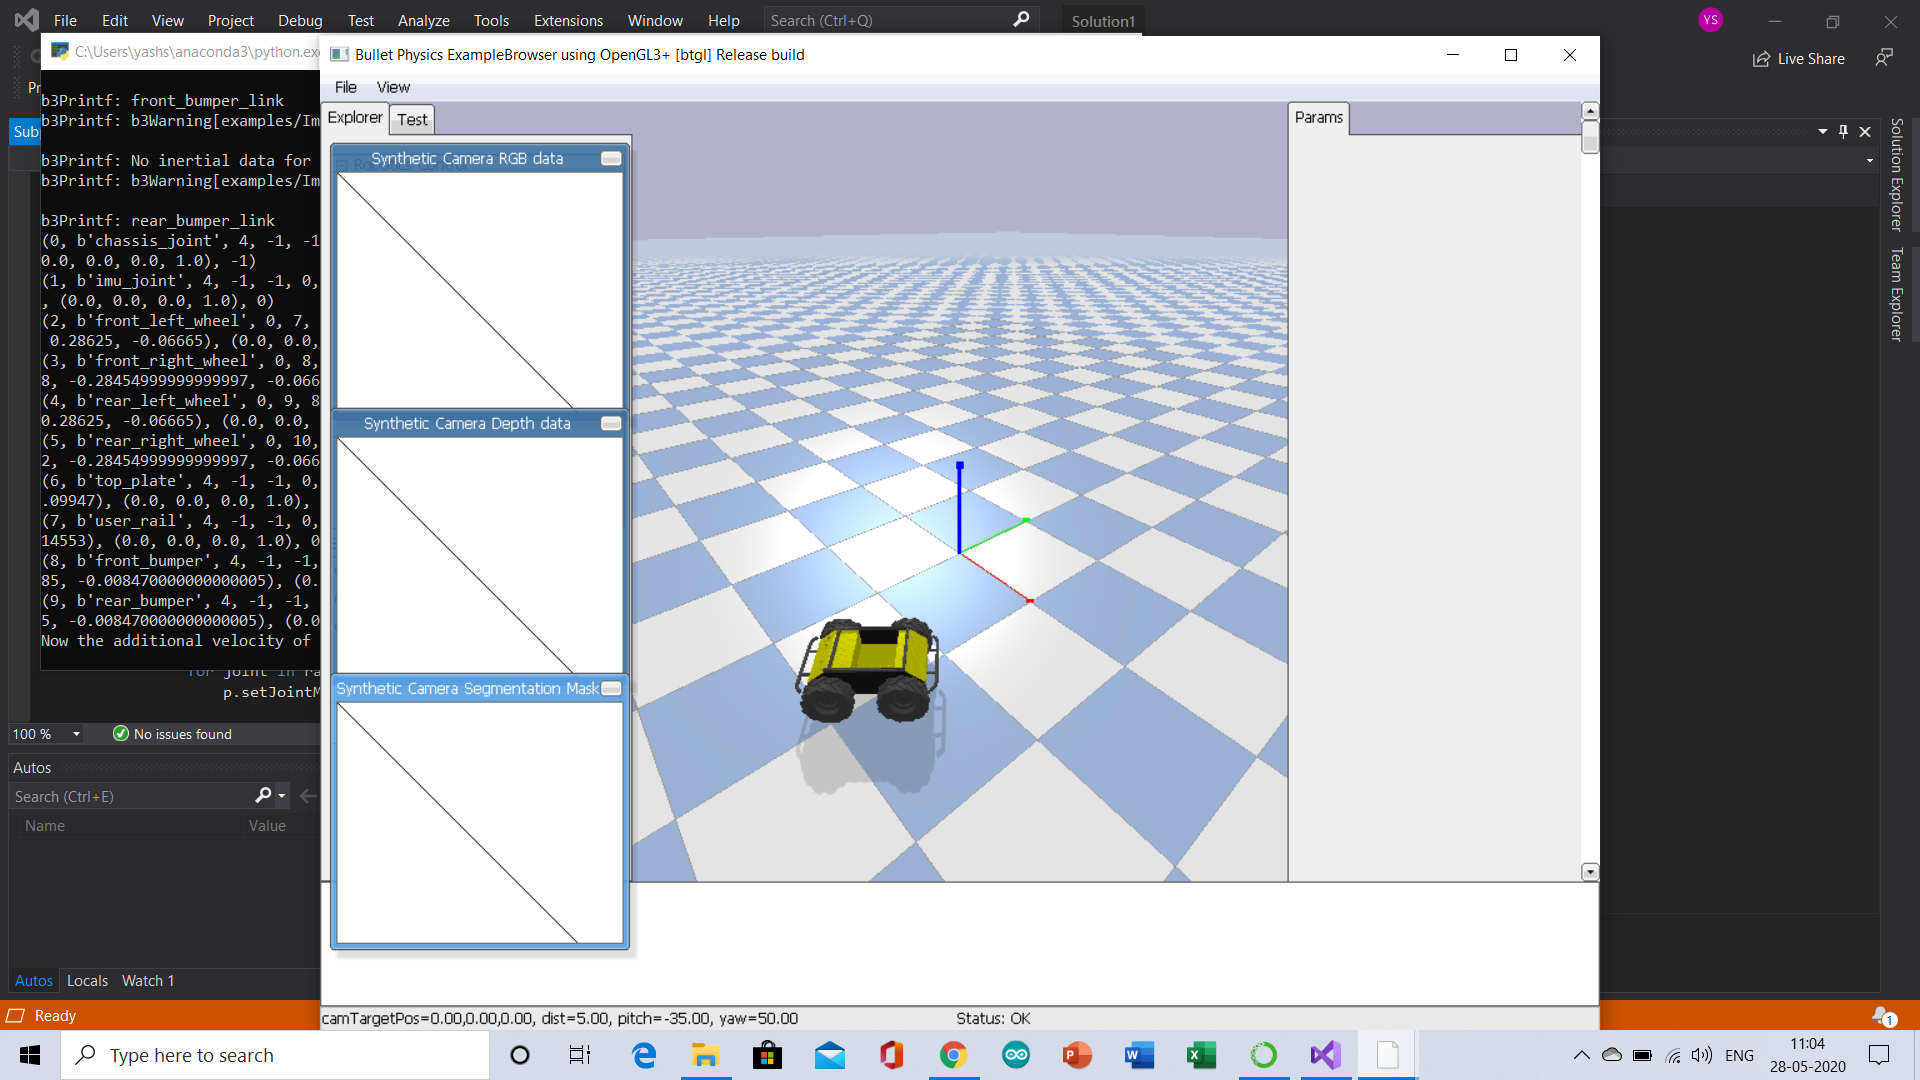 File Edit View Project Debug Test Analyze Tools Extensions Window Help Search (Ctrl+Q) Solution1 YS
Live Share
C:\Users\yashs\anaconda3\python.exe
b3Printf: front_bumper_link
b3Printf: b3Warning[examples/Im
b3Printf: No inertial data for
b3Printf: b3Warning[examples/Im
b3Printf: rear_bumper_link
(0, b'chassis_joint', 4, -1, -1
0.0, 0.0, 0.0, 1.0), -1)
(1, b'imu_joint', 4, -1, -1, 0,
, (0.0, 0.0, 0.0, 1.0), 0)
(2, b'front_left_wheel', 0, 7,
0.28625, -0.06665), (0.0, 0.0,
(3, b'front_right_wheel', 0, 8,
8, -0.28454999999999997, -0.066
(4, b'rear_left_wheel', 0, 9, 8
0.28625, -0.06665), (0.0, 0.0,
(5, b'rear_right_wheel', 0, 10,
2, -0.28454999999999997, -0.066
(6, b'top_plate', 4, -1, -1, 0,
.09947), (0.0, 0.0, 0.0, 1.0),
(7, b'user_rail', 4, -1, -1, 0,
14553), (0.0, 0.0, 0.0, 1.0), 0
(8, b'front_bumper', 4, -1, -1,
85, -0.008470000000000005), (0.
(9, b'rear_bumper', 4, -1, -1,
5, -0.008470000000000005), (0.0
Now the additional velocity of
for joint in ra
p.setJointM
Pr
Sub
100 %
No issues found
Autos
Search (Ctrl+E)
Name Value
Autos Locals Watch 1
Ready
Bullet Physics ExampleBrowser using OpenGL3+ [btgl] Release build
File View
Explorer Test
Synthetic Camera RGB data
Synthetic Camera Depth data
Synthetic Camera Segmentation Mask
Params
camTargetPos=0.00,0.00,0.00, dist=5.00, pitch=-35.00, yaw=50.00 Status: OK
Solution Explorer
Team Explorer
1
Type here to search
ENG
11:04
28-05-2020